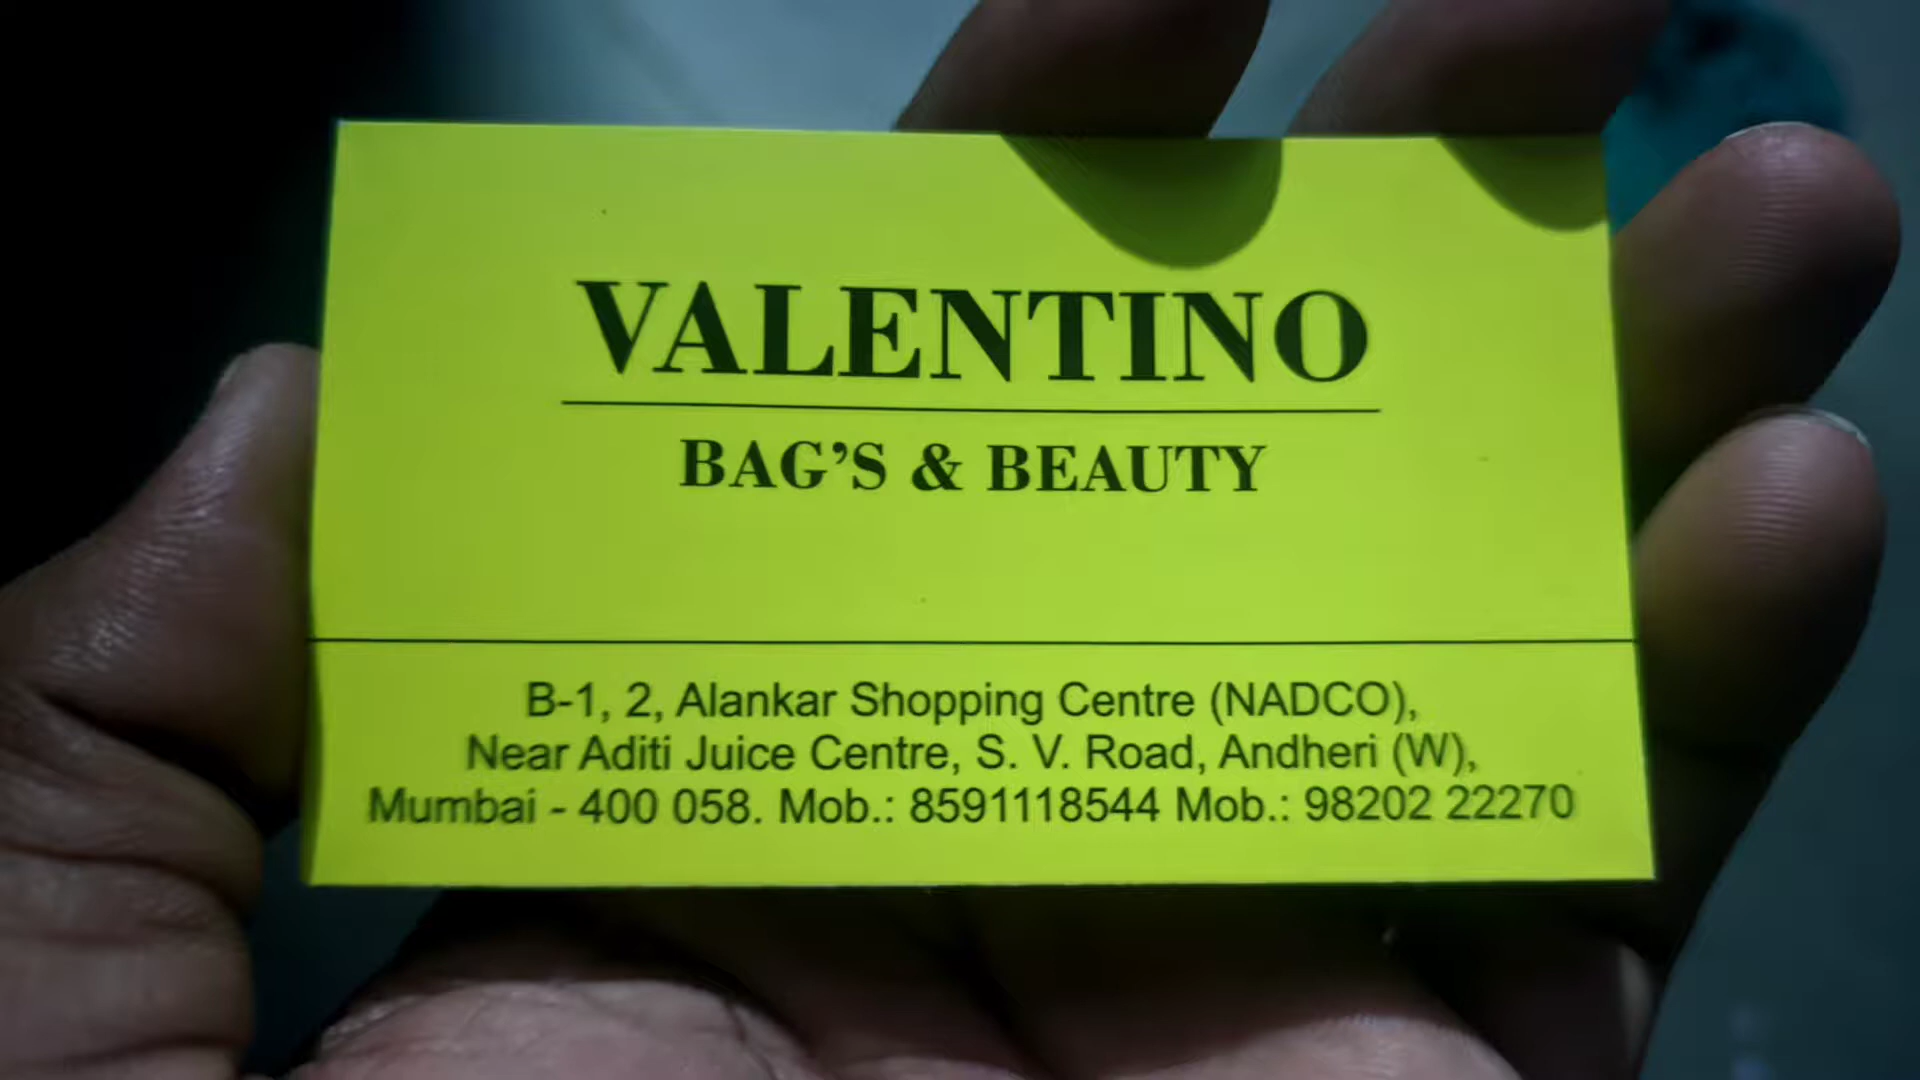 VALENTINO
BAG'S & BEAUTY
B-1, 2, Alankar Shopping Centre (NADCO),
Near Aditi Juice Centre, S. V. Road, Andheri (W),
Mumbai - 400 058. Mob.: 8591118544 Mob.: 98202 22270